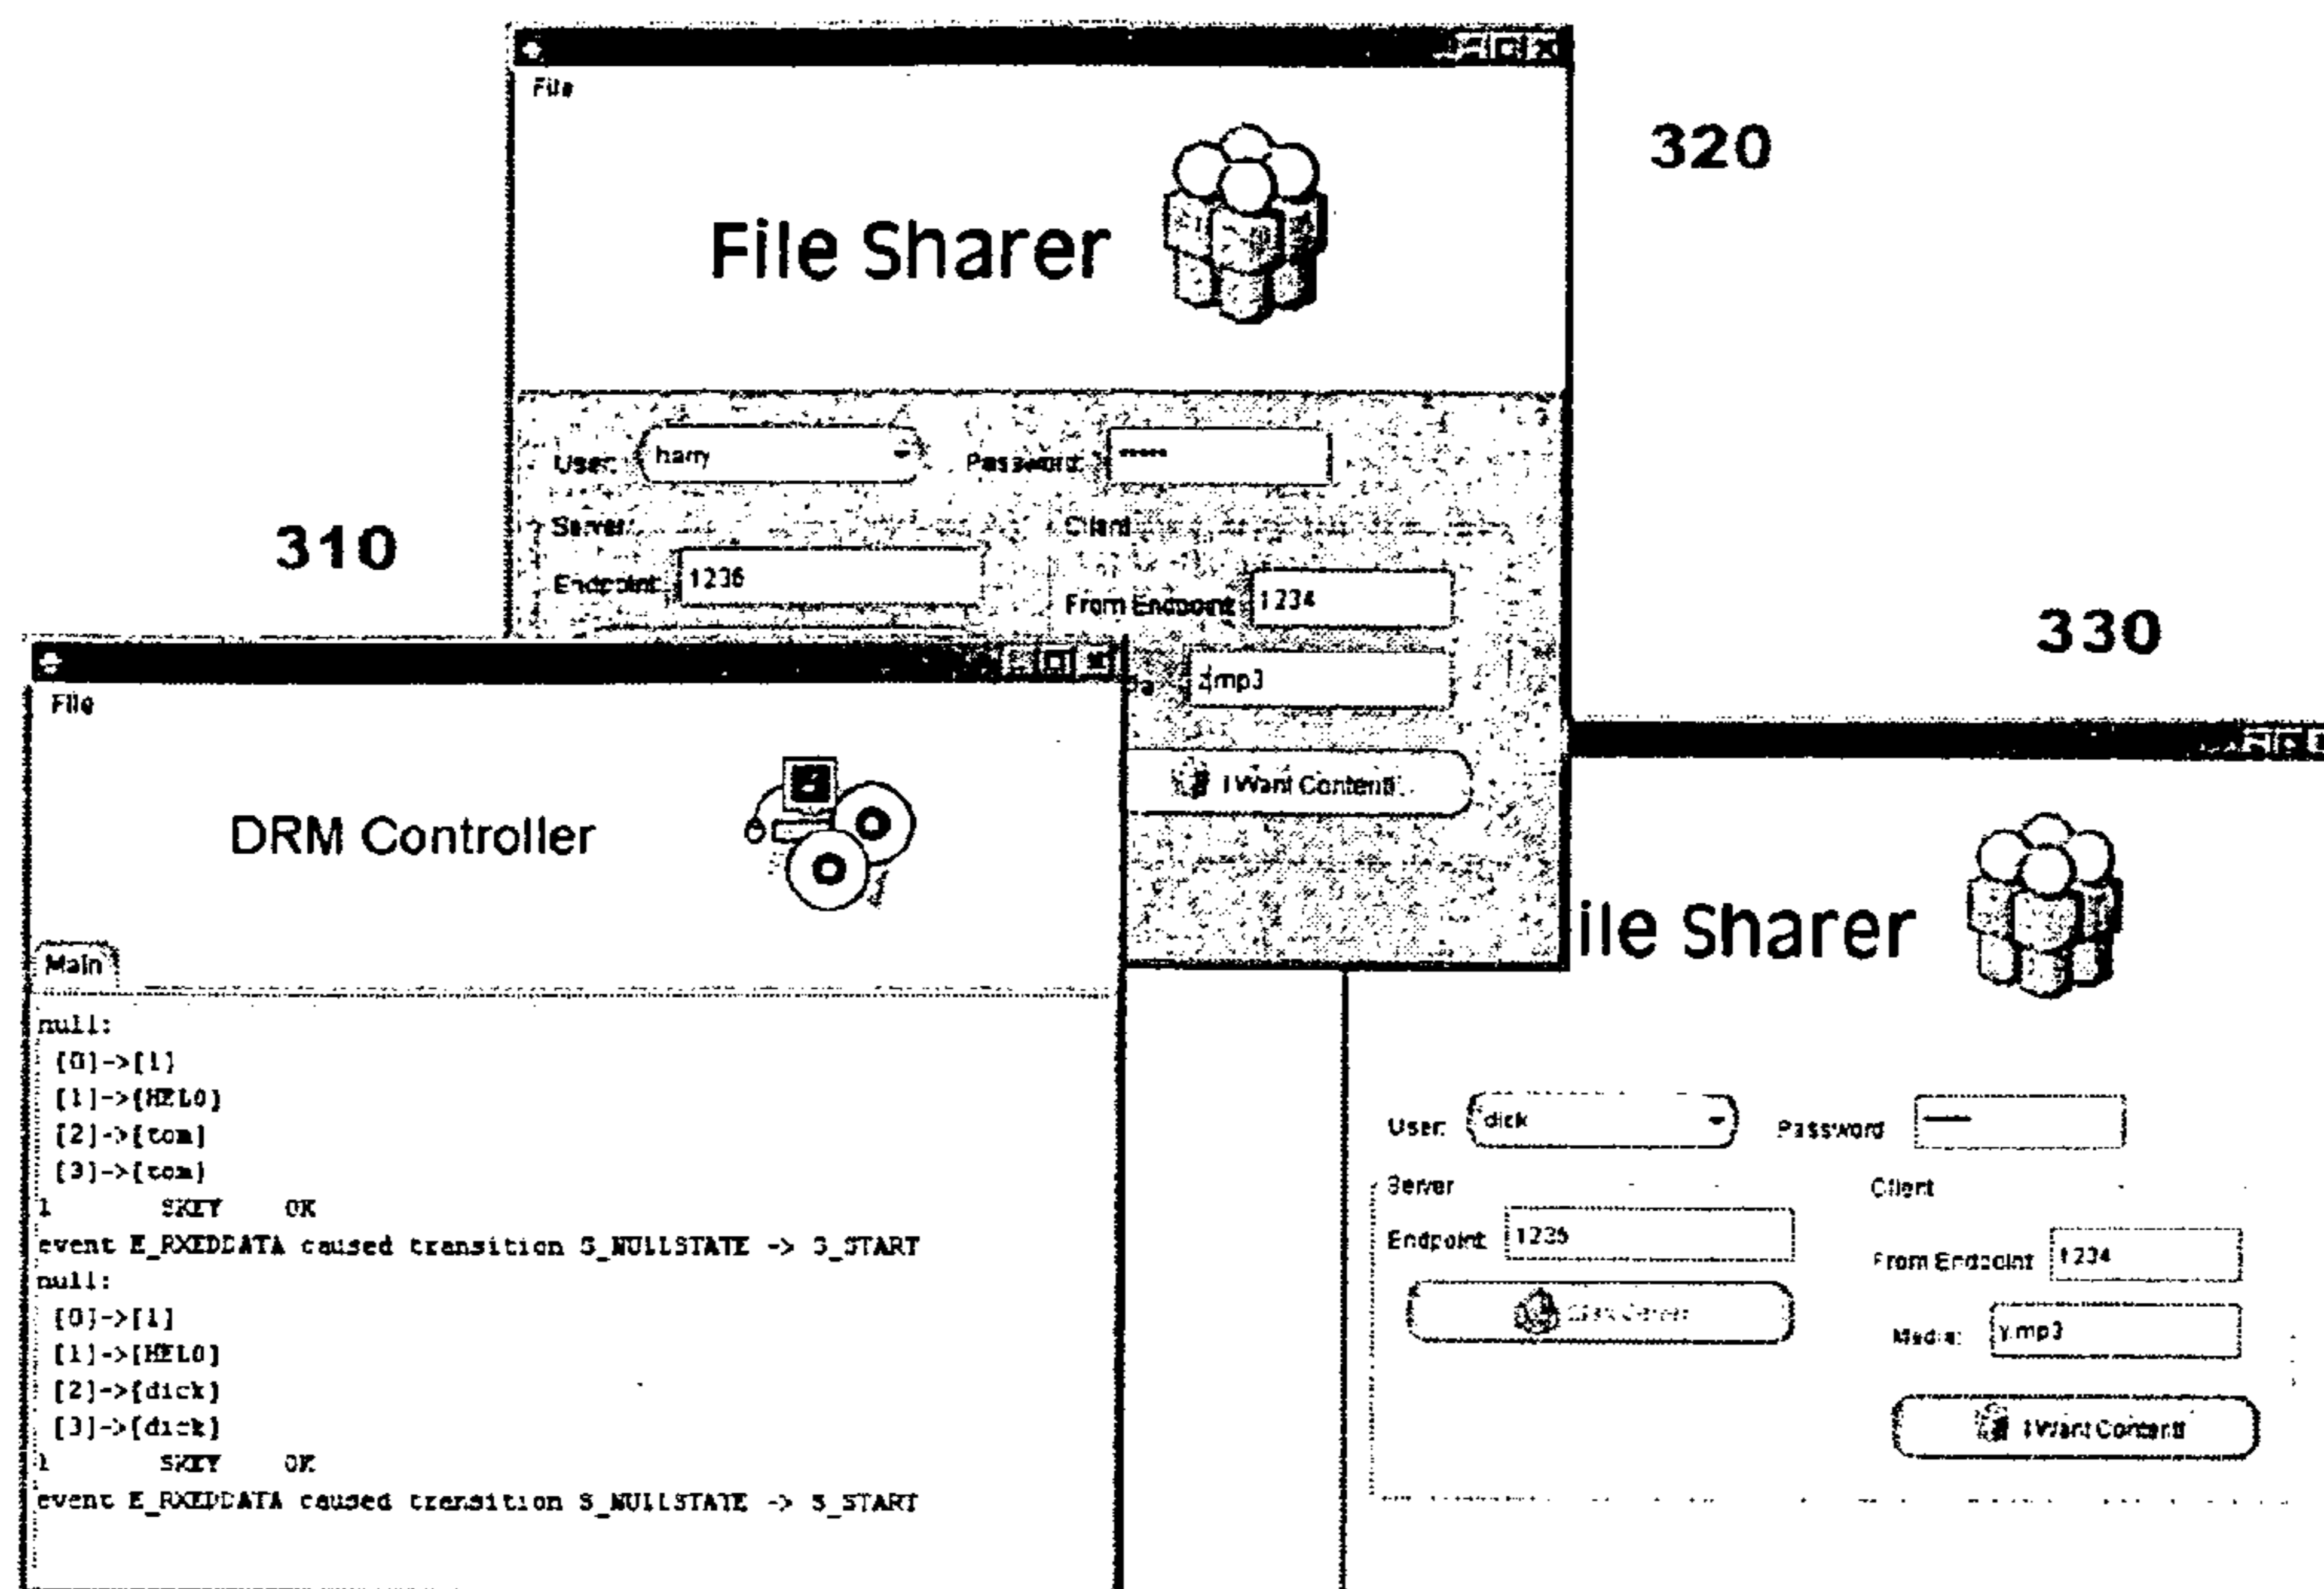 320
File
File Sharer
User: harry
Password: •••••
310
Server
Client
Endpoint: 1236
From Endpoint 1234
z.mp3
I Want Content!
330
File
DRM Controller
Main
null:
[0]->[1]
[1]->[HELO]
[2]->[tom]
[3]->[tom]
1 SKEY OK
event E_RXEDDATA caused transition S_NULLSTATE -> S_START
null:
[0]->[1]
[1]->[HELO]
[2]->[dick]
[3]->[dick]
1 SKEY OK
event E_RXEDDATA caused transition S_NULLSTATE -> S_START
ile Sharer
User: dick
Password
Server
Client
Endpoint: 1235
From Endpoint 1234
Media: y.mp3
I Want Content!